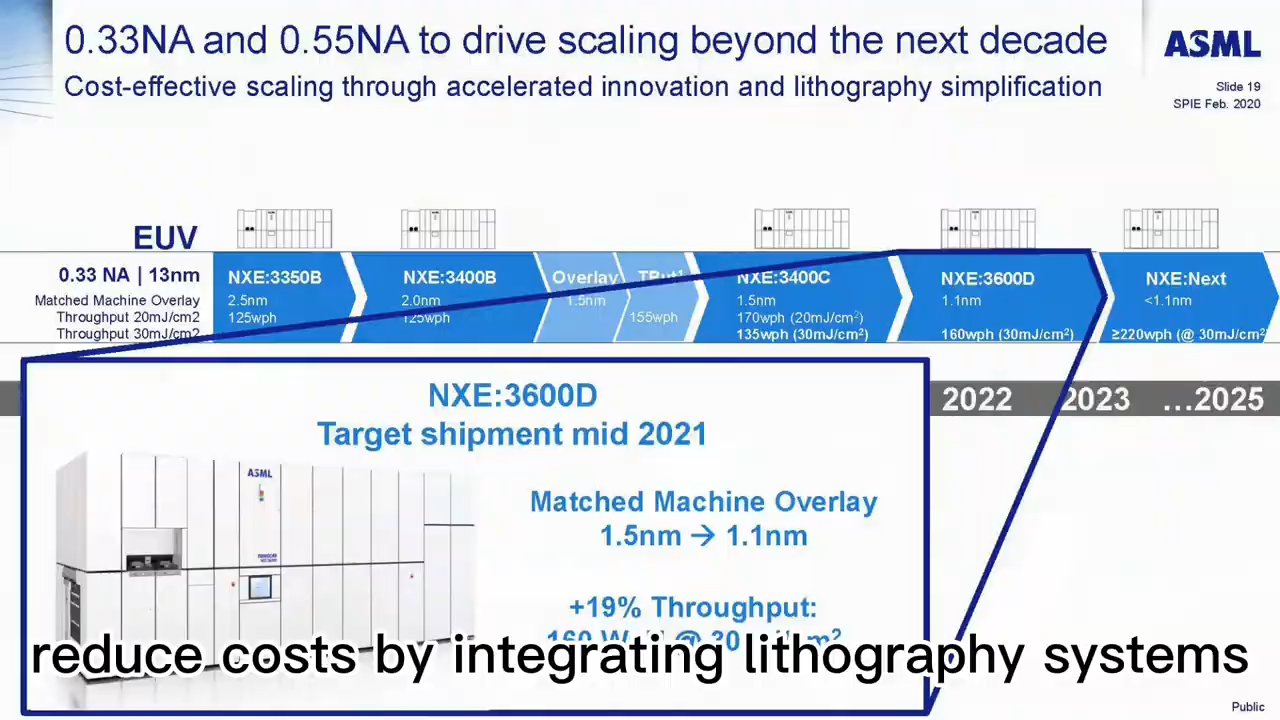 0.33NA and 0.55NA to drive scaling beyond the next decade
Cost-effective scaling through accelerated innovation and lithography simplification
ASML
Slide 19
SPIE Feb. 2020
EUV
0.33 NA | 13nm
Matched Machine Overlay
Throughput 20mJ/cm2
Throughput 30mJ/cm2
NXE:3350B
2.5nm
125wph
NXE:3400B
2.0nm
125wph
Overlay
1.5nm
TPut¹
155wph
NXE:3400C
1.5nm
170wph (20mJ/cm²)
135wph (30mJ/cm²)
NXE:3600D
1.1nm
160wph (30mJ/cm²)
NXE:Next
<1.1nm
≥220wph (@ 30mJ/cm²
2022
2023
...2025
NXE:3600D
Target shipment mid 2021
ASML
Matched Machine Overlay
1.5nm → 1.1nm
+19% Throughput:
reduce costs by integrating lithography systems
Public